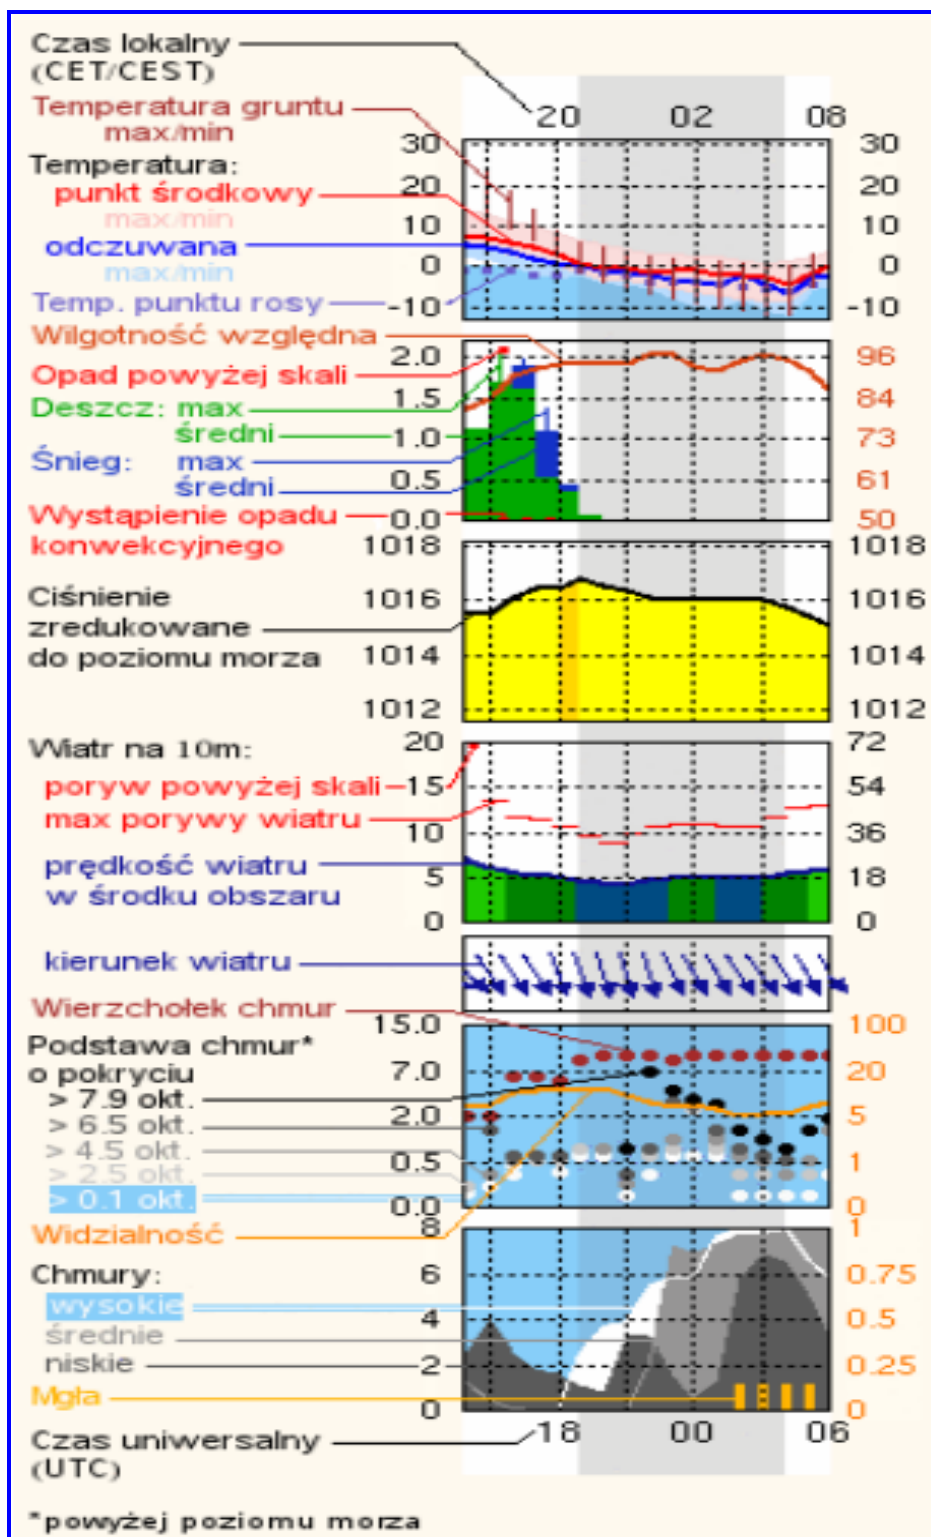 Czas lokalny
(CET/CEST)
20 02 08
Temperatura gruntu
max/min
30 30
Temperatura:
20 20
punkt środkowy
max/min
10 10
odczuwana
0 0
max/min
Temp. punktu rosy
-10 -10
Wilgotność względna
2.0 96
Opad powyżej skali
Deszcz: max
1.5 84
średni
1.0 73
Śnieg: max
średni
0.5 61
Wystąpienie opadu
0.0 50
konwekcyjnego
1018 1018
Ciśnienie
1016 1016
zredukowane
do poziomu morza
1014 1014
1012 1012
Wiatr na 10m:
20 72
poryw powyżej skali
15 54
max porywy wiatru
10 36
prędkość wiatru
5 18
w środku obszaru
0 0
kierunek wiatru
Wierzchołek chmur
15.0 100
Podstawa chmur*
o pokryciu
7.0 20
> 7.9 okt.
> 6.5 okt.
2.0 5
> 4.5 okt.
> 2.5 okt.
0.5 1
> 0.1 okt.
0.0 0
Widzialność
8 1
Chmury:
6 0.75
wysokie
4 0.5
średnie
niskie
2 0.25
Mgła
0 0
Czas uniwersalny
(UTC)
18 00 06
*powyżej poziomu morza